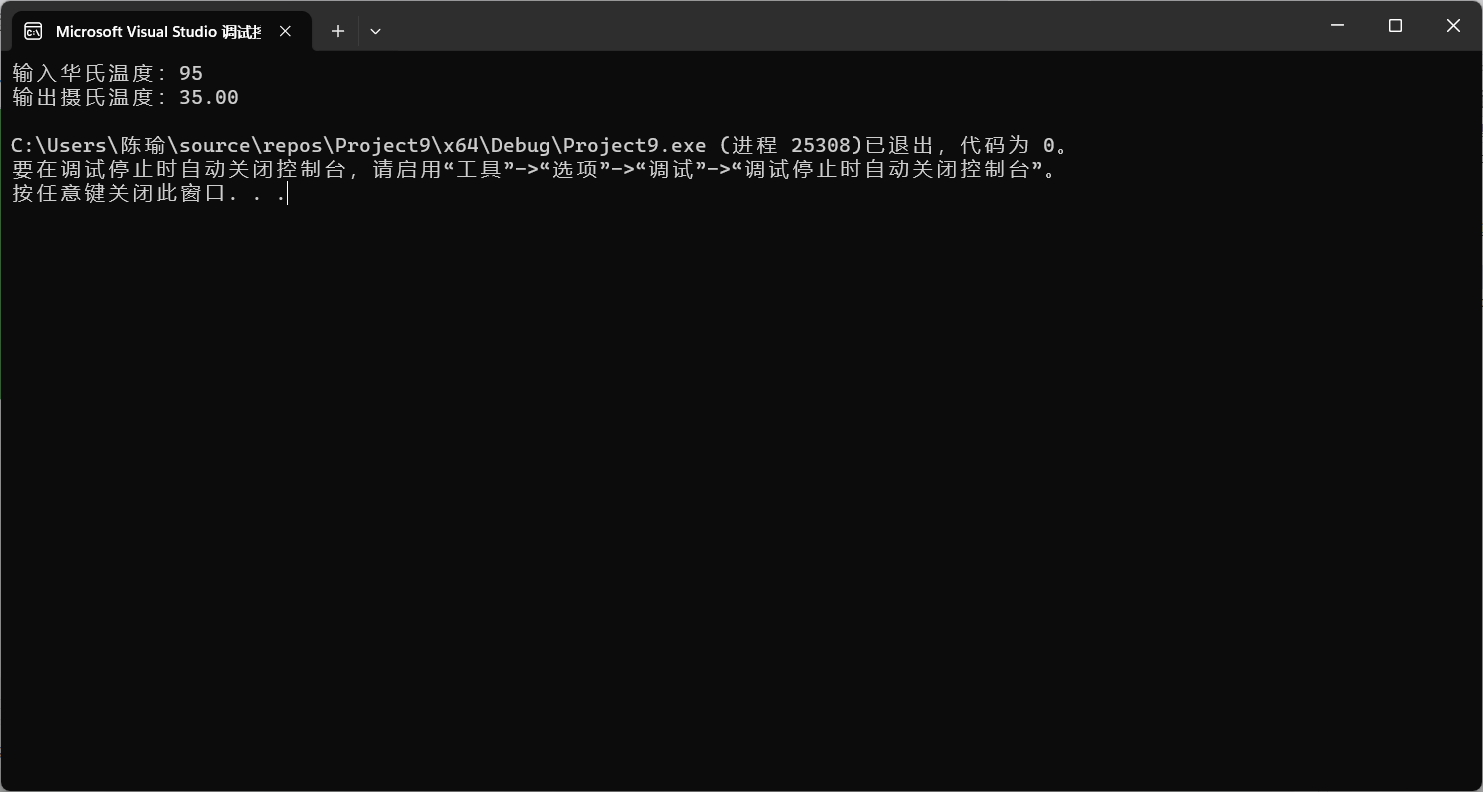 Microsoft Visual Studio 调试
输入华氏温度：95
输出摄氏温度：35.00
C:\Users\陈瑜\source\repos\Project9\x64\Debug\Project9.exe (进程 25308)已退出，代码为 0。
要在调试停止时自动关闭控制台，请启用“工具”->“选项”->“调试”->“调试停止时自动关闭控制台”。
按任意键关闭此窗口. . .